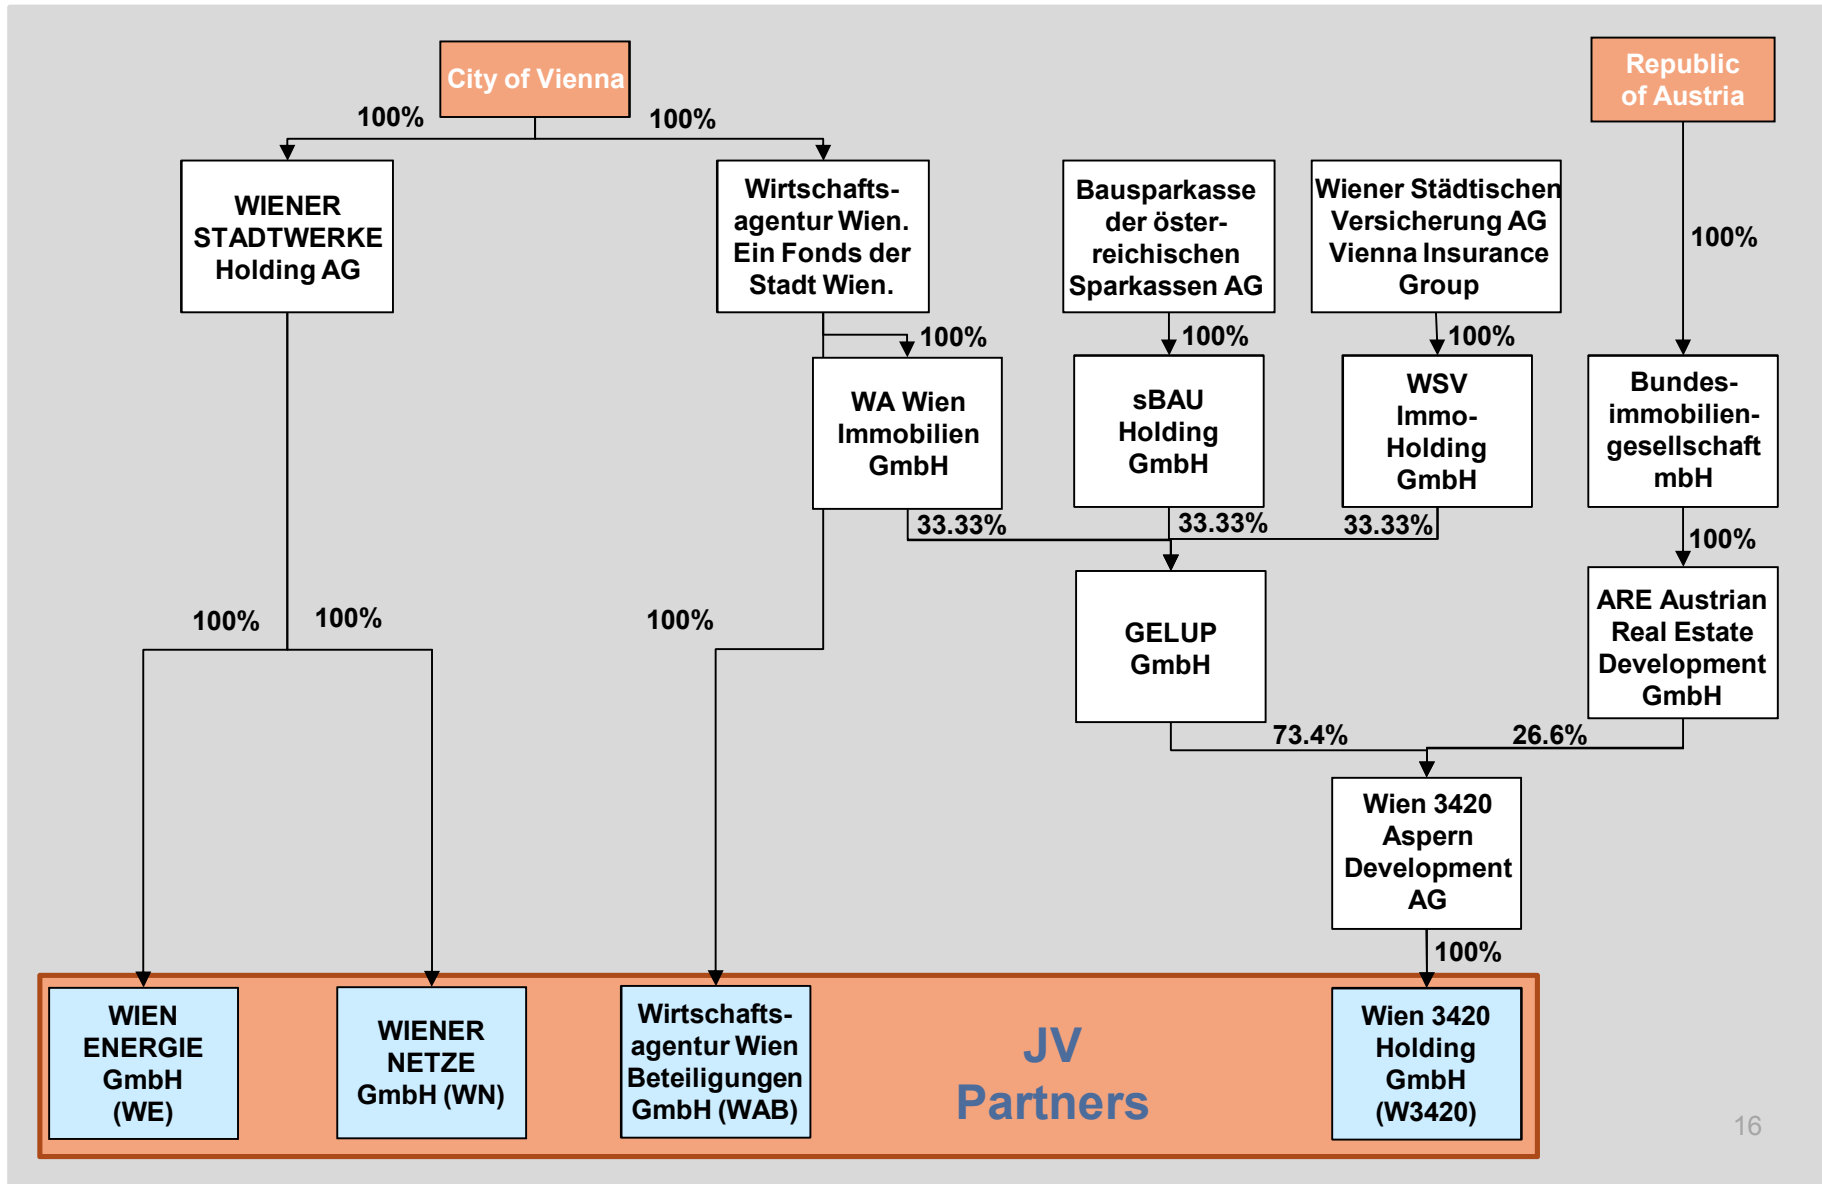 City of Vienna
Republic
of Austria
100%
100%
WIENER
STADTWERKE
Holding AG
Wirtschafts-
agentur Wien.
Ein Fonds der
Stadt Wien.
Bausparkasse
der öster-
reichischen
Sparkassen AG
Wiener Städtischen
Versicherung AG
Vienna Insurance
Group
100%
100%
100%
100%
WA Wien
Immobilien
GmbH
sBAU
Holding
GmbH
WSV
Immo-
Holding
GmbH
Bundes-
immobilien-
gesellschaft
mbH
33.33%
33.33%
33.33%
100%
100%
100%
100%
GELUP
GmbH
ARE Austrian
Real Estate
Development
GmbH
73.4%
26.6%
Wien 3420
Aspern
Development
AG
100%
WIEN
ENERGIE
GmbH
(WE)
WIENER
NETZE
GmbH (WN)
Wirtschafts-
agentur Wien
Beteiligungen
GmbH (WAB)
JV
Partners
Wien 3420
Holding
GmbH
(W3420)
16